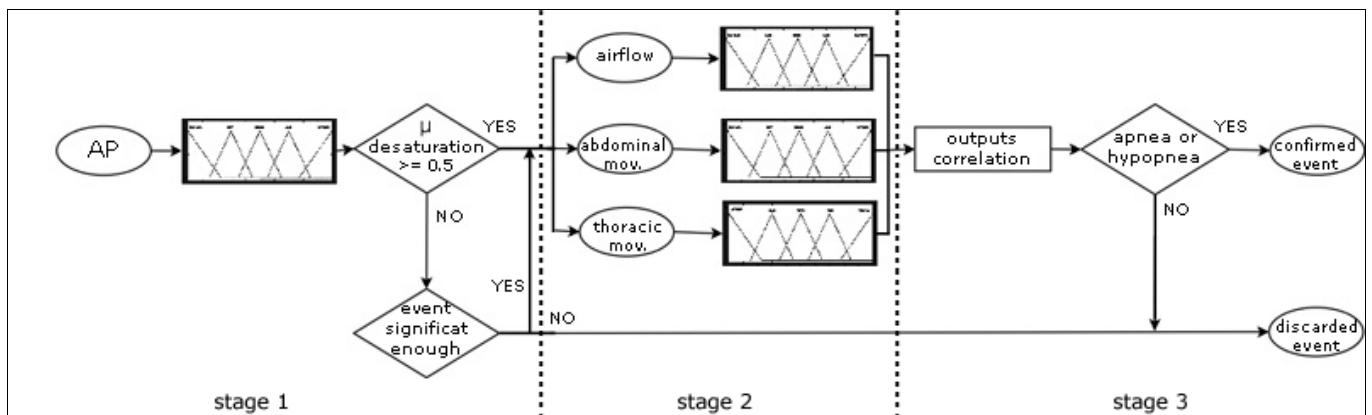 AP
μ
desaturation
>= 0.5
YES
NO
event
significat
enough
YES
NO
stage 1
airflow
abdominal
mov.
thoracic
mov.
stage 2
outputs
correlation
apnea or
hypopnea
YES
NO
confirmed
event
discarded
event
stage 3